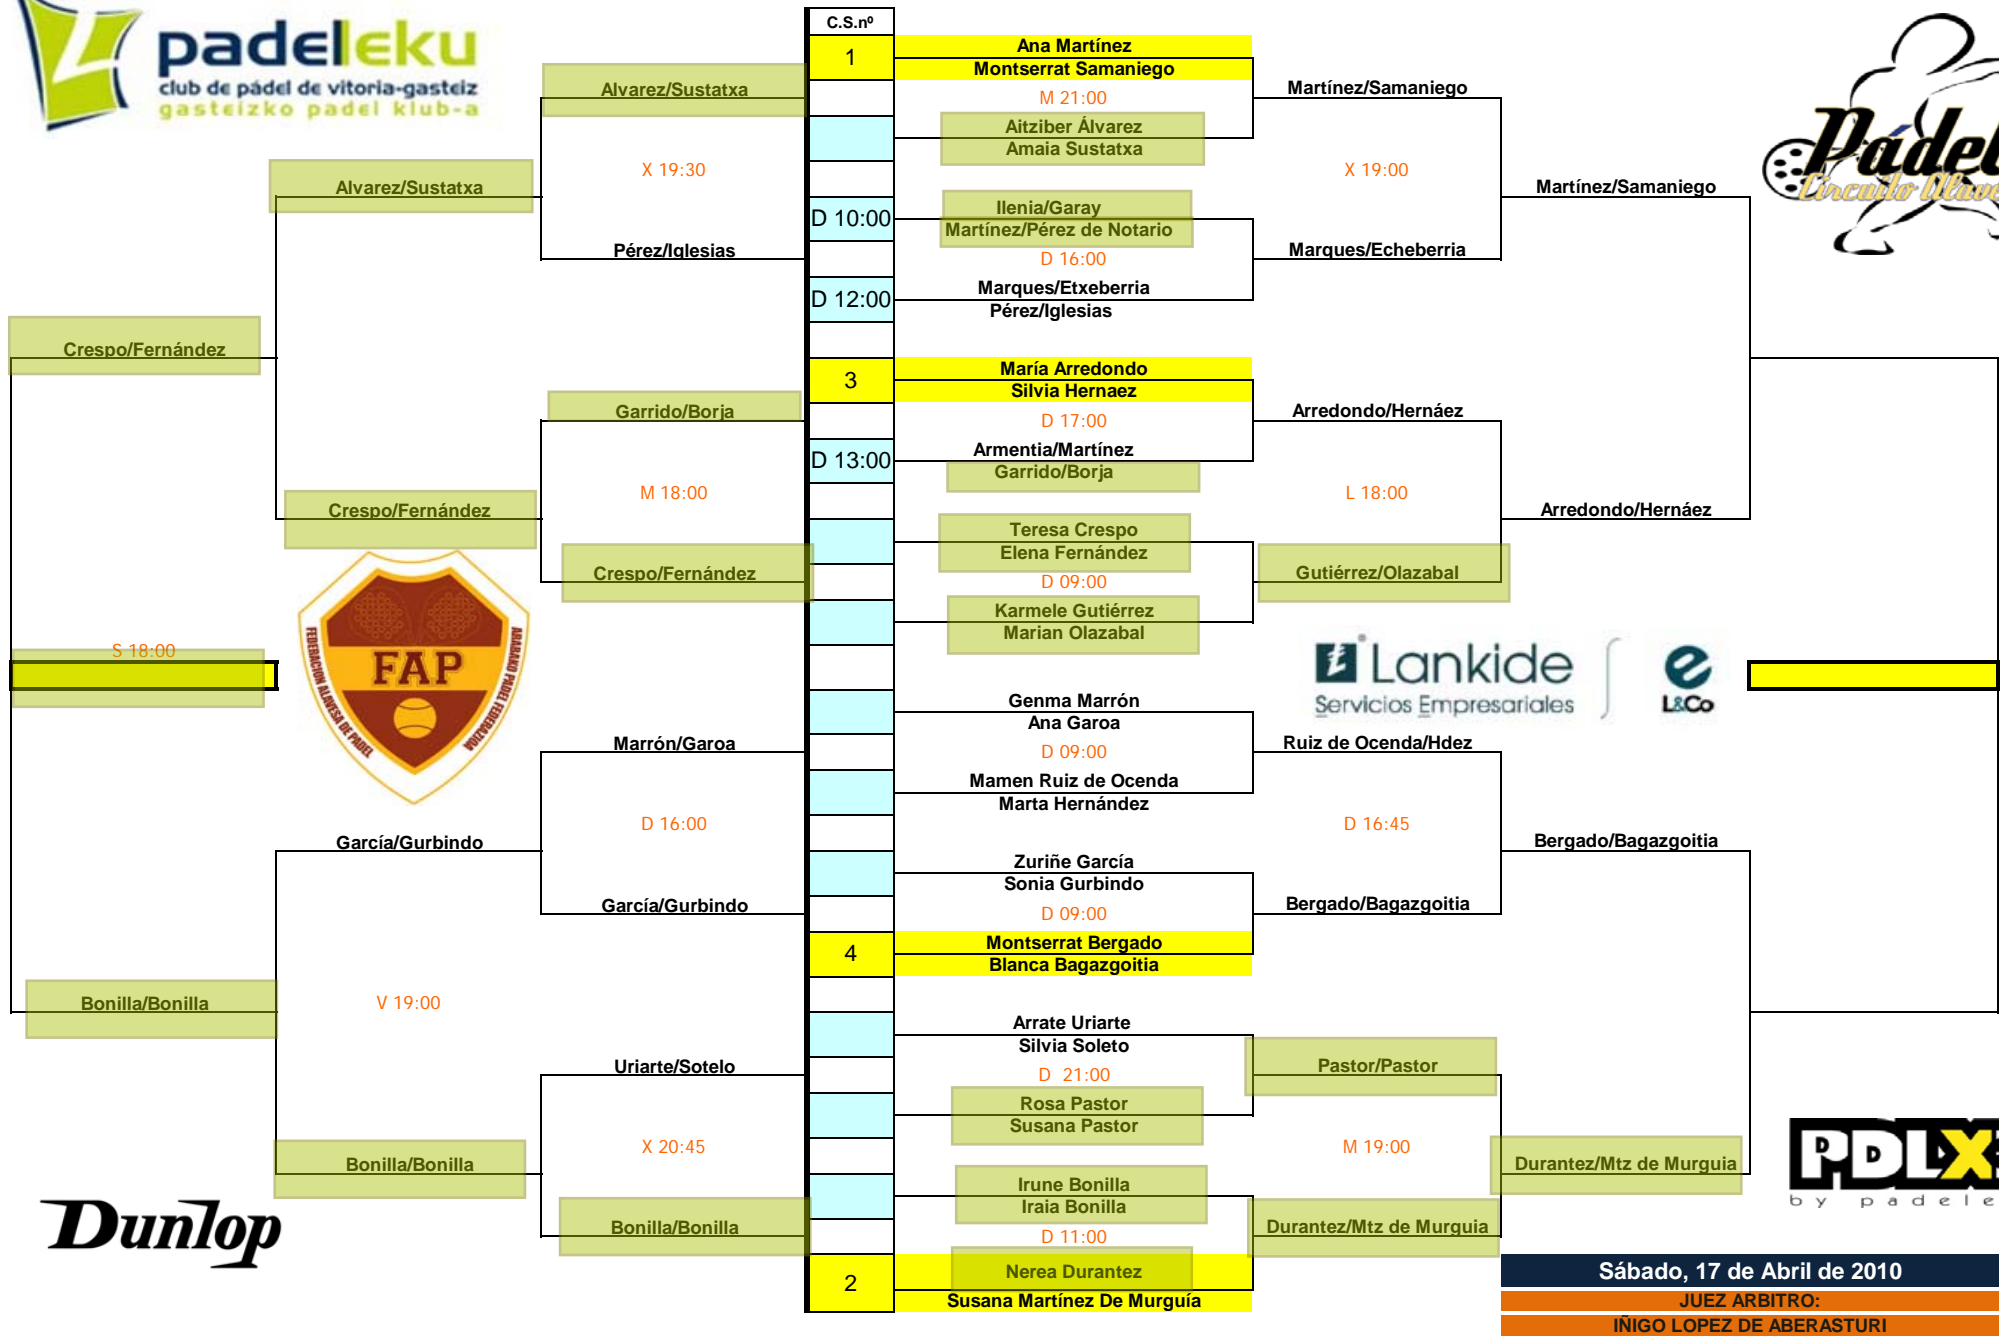 padeleku
club de pádel de vitoria-gasteiz
gasteizko padel klub-a
C.S.nº
1
Ana Martínez
Montserrat Samaniego
M 21:00
Aitziber Álvarez
Amaia Sustatxa
D 10:00
Ilenia/Garay
Martínez/Pérez de Notario
D 16:00
D 12:00
Marques/Etxeberria
Pérez/Iglesias
3
María Arredondo
Silvia Hernaez
D 17:00
D 13:00
Armentia/Martínez
Garrido/Borja
Teresa Crespo
Elena Fernández
D 09:00
Karmele Gutiérrez
Marian Olazabal
Genma Marrón
Ana Garoa
D 09:00
Mamen Ruiz de Ocenda
Marta Hernández
Zuriñe García
Sonia Gurbindo
D 09:00
4
Montserrat Bergado
Blanca Bagazgoitia
Arrate Uriarte
Silvia Soleto
D 21:00
Rosa Pastor
Susana Pastor
Irune Bonilla
Iraia Bonilla
D 11:00
2
Nerea Durantez
Susana Martínez De Murguía
Alvarez/Sustatxa
X 19:30
Pérez/Iglesias
Garrido/Borja
M 18:00
Crespo/Fernández
Marrón/Garoa
D 16:00
García/Gurbindo
Uriarte/Sotelo
X 20:45
Bonilla/Bonilla
Alvarez/Sustatxa
Crespo/Fernández
García/Gurbindo
V 19:00
Bonilla/Bonilla
Crespo/Fernández
S 18:00
Bonilla/Bonilla
Martínez/Samaniego
X 19:00
Marques/Echeberria
Arredondo/Hernáez
L 18:00
Gutiérrez/Olazabal
Ruiz de Ocenda/Hdez
D 16:45
Bergado/Bagazgoitia
Pastor/Pastor
M 19:00
Durantez/Mtz de Murguia
Martínez/Samaniego
Arredondo/Hernáez
Bergado/Bagazgoitia
Durantez/Mtz de Murguia
FAP
FEDERACION ALAVESA DE PADEL
ARABAKO PADEL FEDERAZIOA
Lankide
Servicios Empresariales
L&Co
Dunlop
PDLX
by padele
Sábado, 17 de Abril de 2010
JUEZ ARBITRO:
IÑIGO LOPEZ DE ABERASTURI